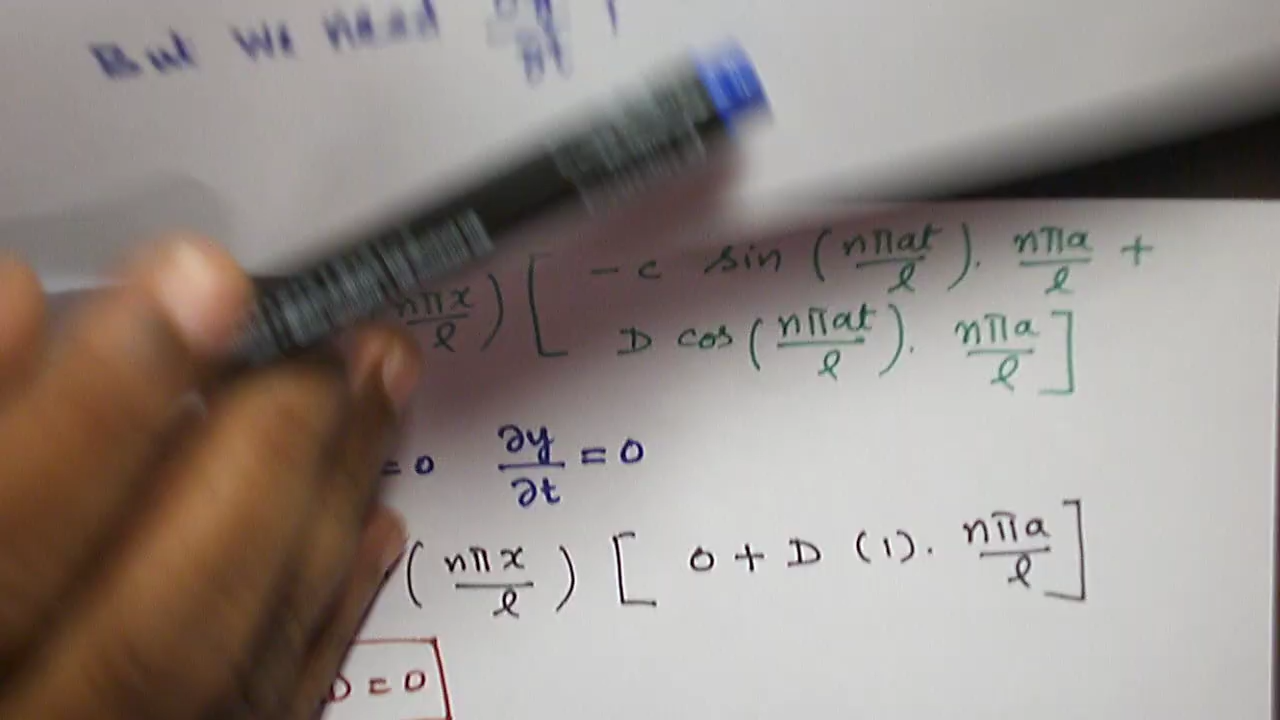 But We need ∂y/∂t
nπx/l) [ -c sin (nπat/l). nπa/l +
D cos (nπat/l). nπa/l ]
=0 ∂y/∂t = 0
(nπx/l) [ 0 + D (1). nπa/l ]
D = 0